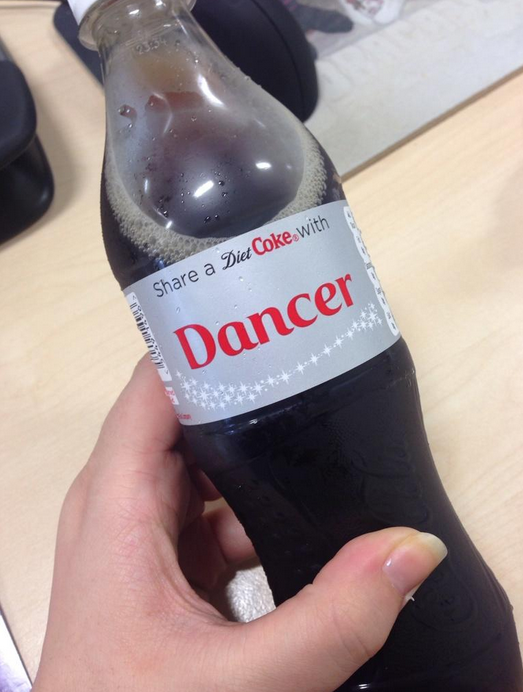 Share a Diet Coke® with
Dancer